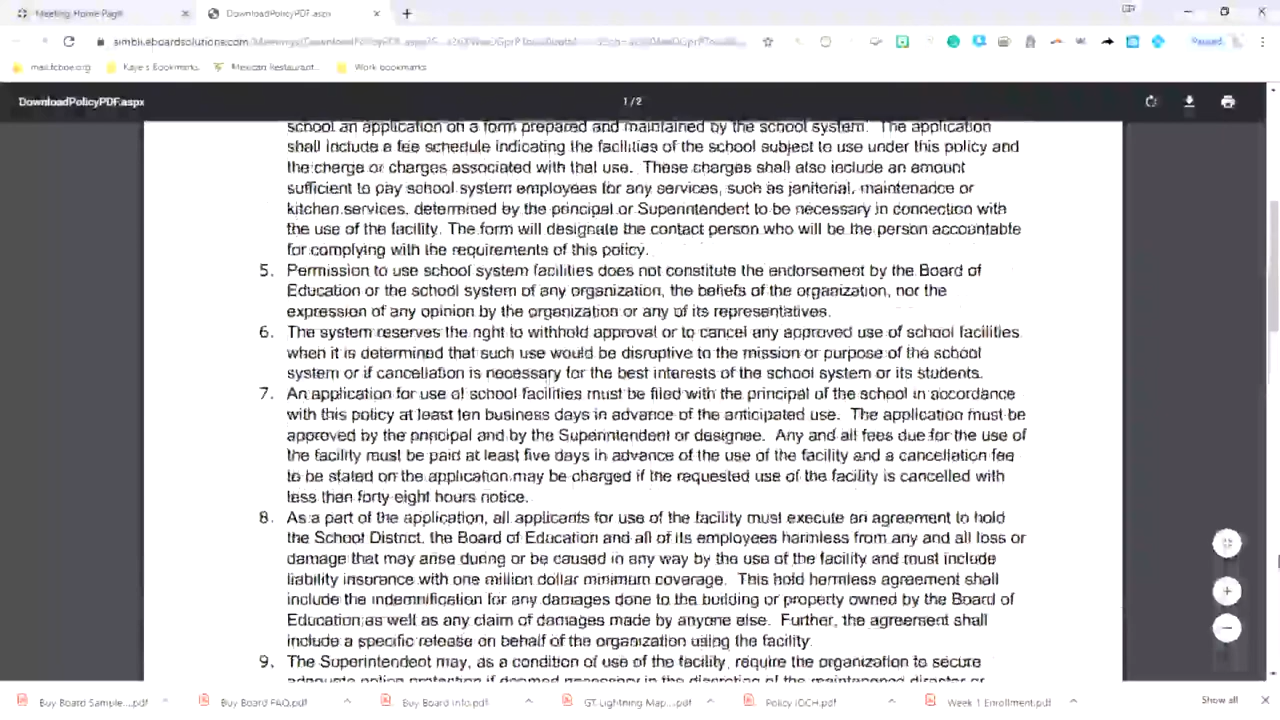 Meeting Home Page
DownloadPolicyPDF.aspx
simbli.eboardsolutions.com
Paused
mail.fcboe.org
Kaye's Bookmarks
Mexican Restaurant...
Work bookmarks
DownloadPolicyPDF.aspx
1 / 2
school an application on a form prepared and maintained by the school system. The application
shall include a fee schedule indicating the facilities of the school subject to use under this policy and
the charge or charges associated with that use. These charges shall also include an amount
sufficient to pay school system employees for any services, such as janitorial, maintenance or
kitchen services, determined by the principal or Superintendent to be necessary in connection with
the use of the facility. The form will designate the contact person who will be the person accountable
for complying with the requirements of this policy.
5. Permission to use school system facilities does not constitute the endorsement by the Board of
Education or the school system of any organization, the beliefs of the organization, nor the
expression of any opinion by the organization or any of its representatives.
6. The system reserves the right to withhold approval or to cancel any approved use of school facilities
when it is determined that such use would be disruptive to the mission or purpose of the school
system or if cancellation is necessary for the best interests of the school system or its students.
7. An application for use of school facilities must be filed with the principal of the school in accordance
with this policy at least ten business days in advance of the anticipated use. The application must be
approved by the principal and by the Superintendent or designee. Any and all fees due for the use of
the facility must be paid at least five days in advance of the use of the facility and a cancellation fee
to be stated on the application may be charged if the requested use of the facility is cancelled with
less than forty eight hours notice.
8. As a part of the application, all applicants for use of the facility must execute an agreement to hold
the School District, the Board of Education and all of its employees harmless from any and all loss or
damage that may arise during or be caused in any way by the use of the facility and must include
liability insurance with one million dollar minimum coverage. This hold harmless agreement shall
include the indemnification for any damages done to the building or property owned by the Board of
Education as well as any claim of damages made by anyone else. Further, the agreement shall
include a specific release on behalf of the organization using the facility.
9. The Superintendent may, as a condition of use of the facility, require the organization to secure
adequate police protection if deemed necessary in the discretion of the maintenance director or
Buy Board Sample....pdf
Buy Board FAQ.pdf
Buy Board Info.pdf
GT Lightning Map....pdf
Policy IDCH.pdf
Week 1 Enrollment.pdf
Show all